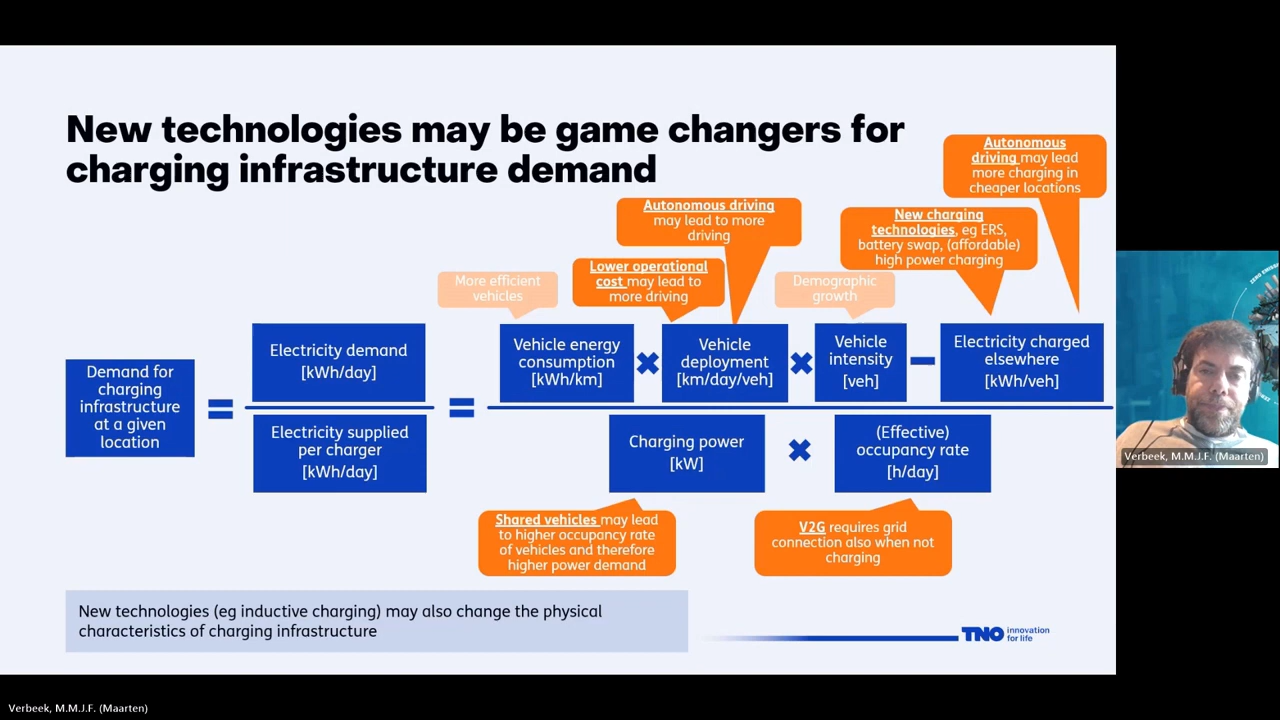 New technologies may be game changers for
charging infrastructure demand
Autonomous
driving may lead
more charging in
cheaper locations
Autonomous driving
may lead to more
driving
New charging
technologies, eg ERS,
battery swap, (affordable)
high power charging
Lower operational
cost may lead to
more driving
More efficient
vehicles
Demographic
growth
Demand for
charging
infrastructure
at a given
location
=
Electricity demand
[kWh/day]
Electricity supplied
per charger
[kWh/day]
=
Vehicle energy
consumption
[kWh/km]
×
Vehicle
deployment
[km/day/veh]
×
Vehicle
intensity
[veh]
−
Electricity charged
elsewhere
[kWh/veh]
Charging power
[kW]
×
(Effective)
occupancy rate
[h/day]
Shared vehicles may lead
to higher occupancy rate
of vehicles and therefore
higher power demand
V2G requires grid
connection also when not
charging
New technologies (eg inductive charging) may also change the physical
characteristics of charging infrastructure
TNO innovation
for life
Verbeek, M.M.J.F. (Maarten)
Verbeek, M.M.J.F. (Maarten)